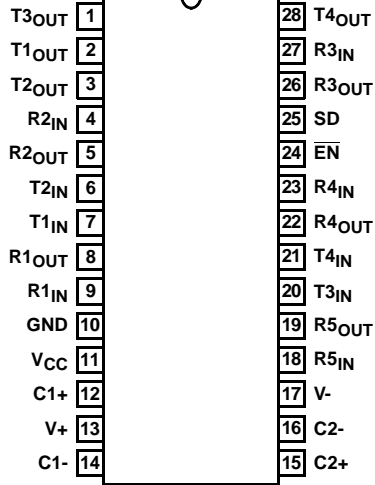 T3OUT 1 28 T4OUT
T1OUT 2 27 R3IN
T2OUT 3 26 R3OUT
R2IN 4 25 SD
R2OUT 5 24 E̅N̅
T2IN 6 23 R4IN
T1IN 7 22 R4OUT
R1OUT 8 21 T4IN
R1IN 9 20 T3IN
GND 10 19 R5OUT
VCC 11 18 R5IN
C1+ 12 17 V-
V+ 13 16 C2-
C1- 14 15 C2+